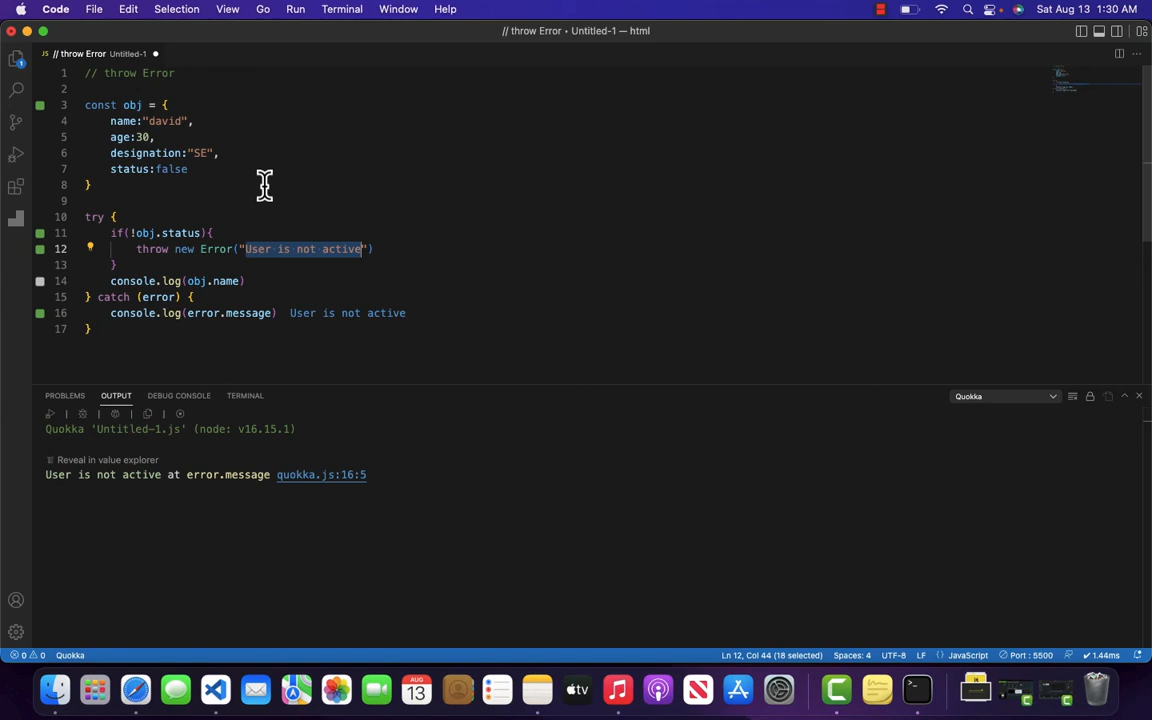 Code File Edit Selection View Go Run Terminal Window Help Sat Aug 13 1:30 AM
// throw Error • Untitled-1 — html
JS // throw Error Untitled-1 ●
1 // throw Error
2
3 const obj = {
4 name:"david",
5 age:30,
6 designation:"SE",
7 status:false
8 }
9
10 try {
11 if(!obj.status){
12 throw new Error("User is not active")
13 }
14 console.log(obj.name)
15 } catch (error) {
16 console.log(error.message) User is not active
17 }
PROBLEMS OUTPUT DEBUG CONSOLE TERMINAL Quokka
Quokka 'Untitled-1.js' (node: v16.15.1)
Reveal in value explorer
User is not active at error.message quokka.js:16:5
0 0 Quokka Ln 12, Col 44 (18 selected) Spaces: 4 UTF-8 LF {} JavaScript Port : 5500 ✓ 1.44ms
AUG
13
tv